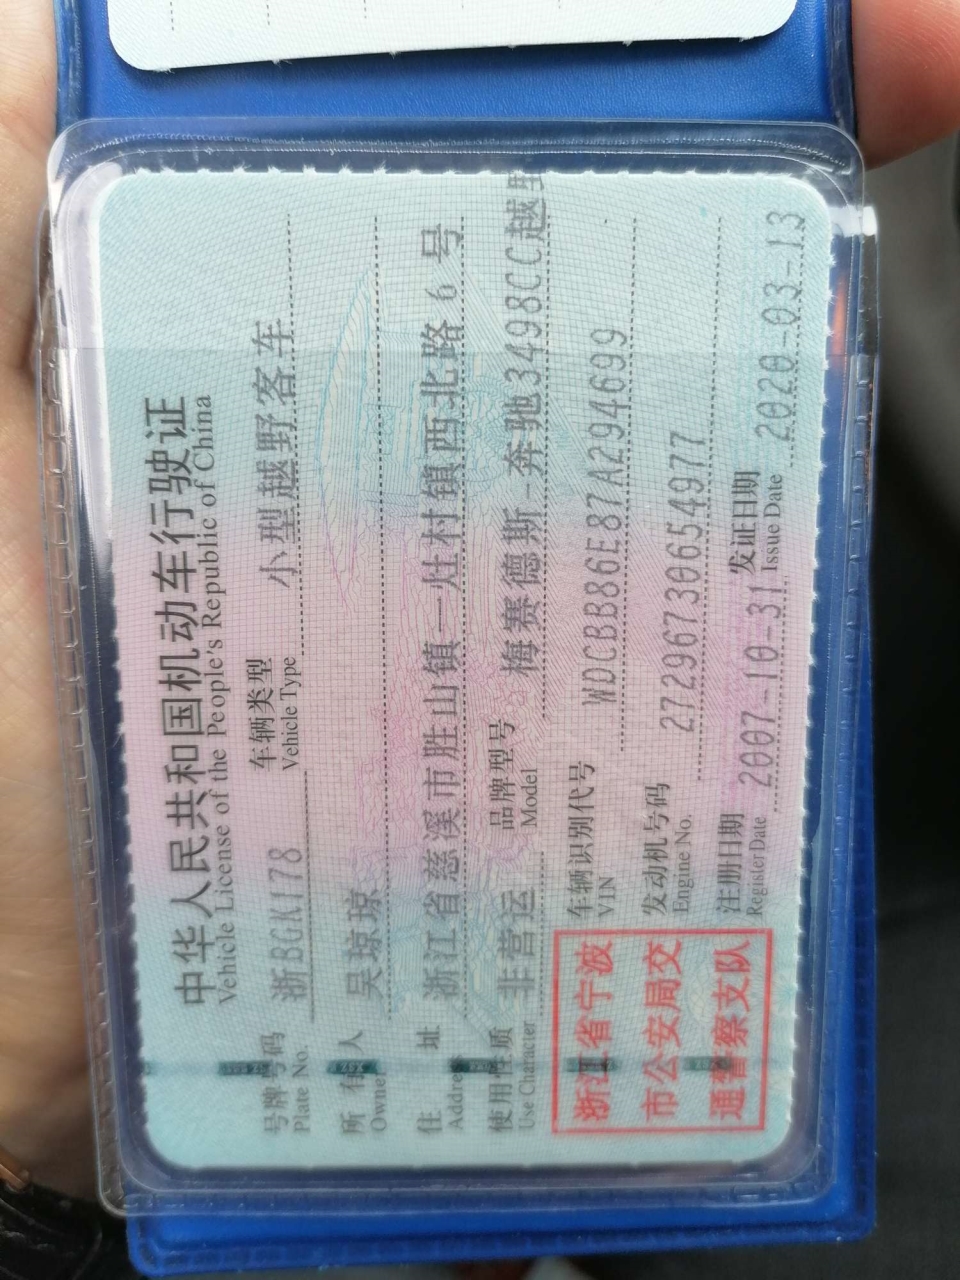 中华人民共和国机动车行驶证
Vehicle License of the People's Republic of China
号牌号码 浙BGK178 车辆类型 小型越野客车
Plate No. Vehicle Type
所有人 吴琼琼
Owner
住址 浙江省慈溪市胜山镇一灶村镇西北路6号
Address
使用性质 非营运 品牌型号 梅赛德斯-奔驰3498CC越野
Use Character Model
浙江省宁波
市公安局交
通警察支队
车辆识别代号 WDCBB86E87A294699
VIN
发动机号码 27296730654977
Engine No.
注册日期 2007-10-31 发证日期 2020-03-13
Register Date Issue Date